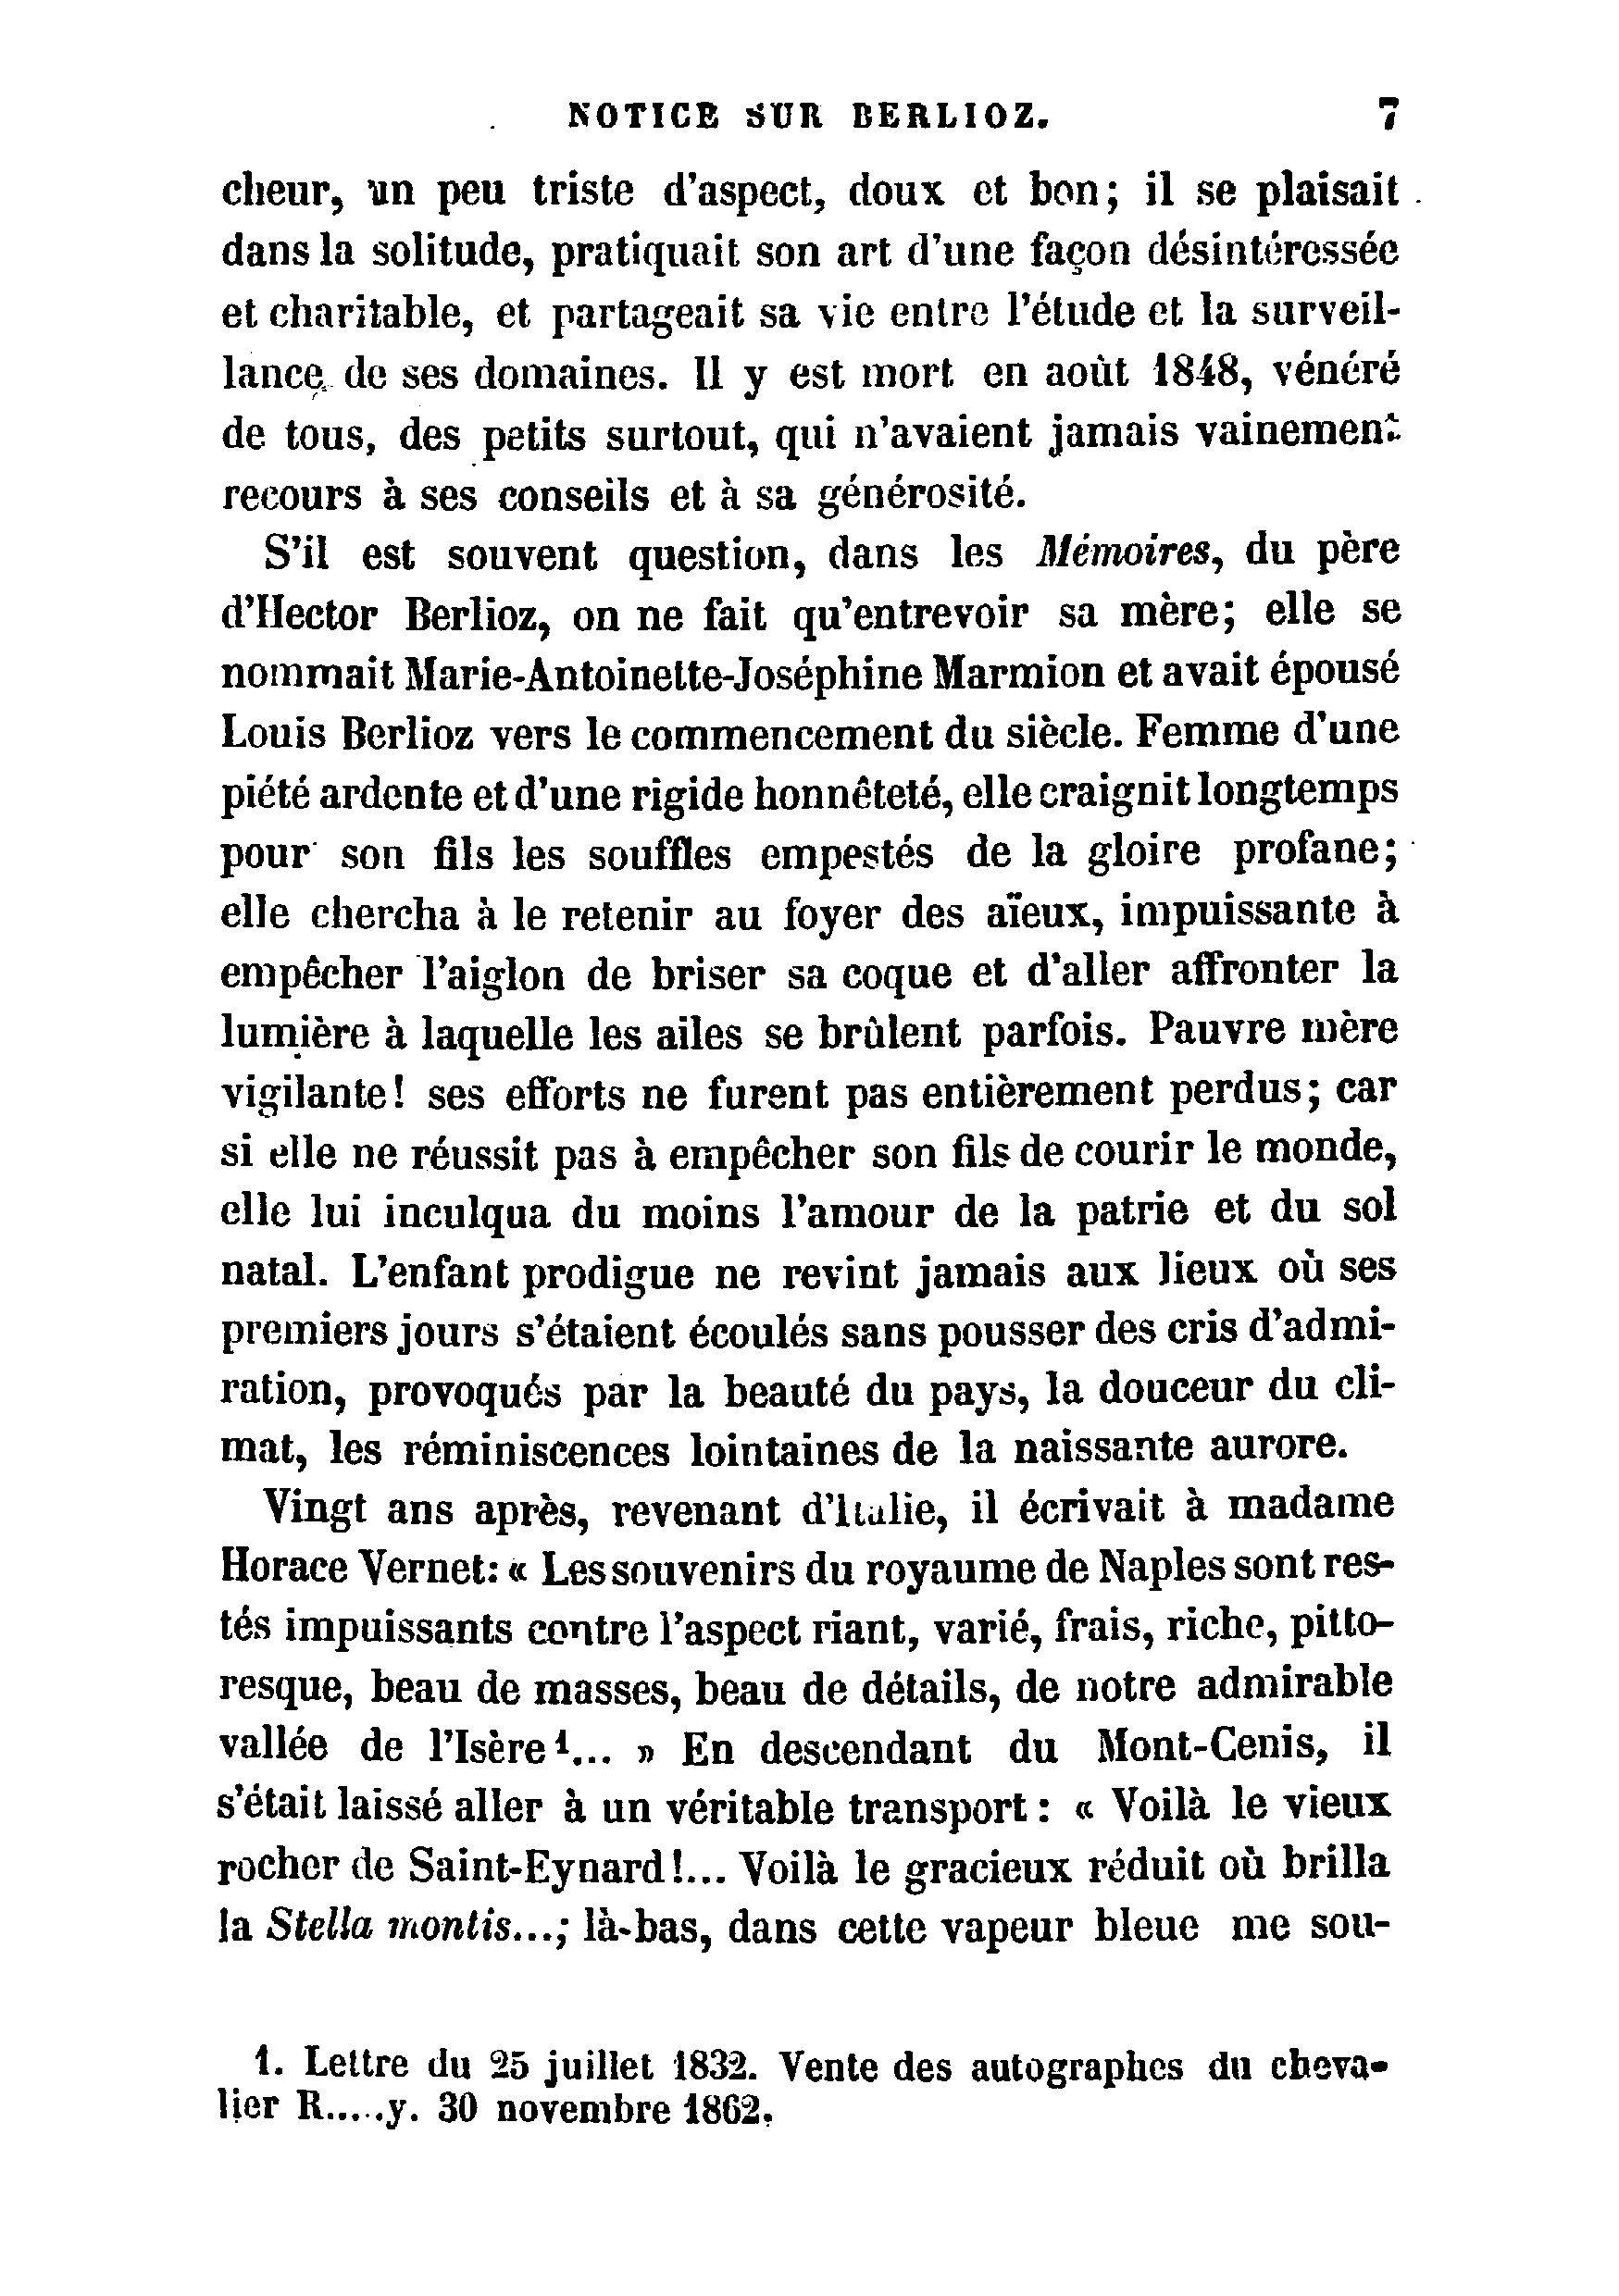 NOTICE SUR BERLIOZ. 7
cheur, un peu triste d'aspect, doux et bon; il se plaisait
dans la solitude, pratiquait son art d'une façon désintéressée
et charitable, et partageait sa vie entre l'étude et la surveil-
lance de ses domaines. Il y est mort en août 1848, vénéré
de tous, des petits surtout, qui n'avaient jamais vainement
recours à ses conseils et à sa générosité.
S'il est souvent question, dans les Mémoires, du père
d'Hector Berlioz, on ne fait qu'entrevoir sa mère; elle se
nommait Marie-Antoinette-Joséphine Marmion et avait épousé
Louis Berlioz vers le commencement du siècle. Femme d'une
piété ardente et d'une rigide honnêteté, elle craignit longtemps
pour son fils les souffles empestés de la gloire profane;
elle chercha à le retenir au foyer des aïeux, impuissante à
empêcher l'aiglon de briser sa coque et d'aller affronter la
lumière à laquelle les ailes se brûlent parfois. Pauvre mère
vigilante! ses efforts ne furent pas entièrement perdus; car
si elle ne réussit pas à empêcher son fils de courir le monde,
elle lui inculqua du moins l'amour de la patrie et du sol
natal. L'enfant prodigue ne revint jamais aux lieux où ses
premiers jours s'étaient écoulés sans pousser des cris d'admi-
ration, provoqués par la beauté du pays, la douceur du cli-
mat, les réminiscences lointaines de la naissante aurore.
Vingt ans après, revenant d'Italie, il écrivait à madame
Horace Vernet: « Les souvenirs du royaume de Naples sont res-
tés impuissants contre l'aspect riant, varié, frais, riche, pitto-
resque, beau de masses, beau de détails, de notre admirable
vallée de l'Isère¹... » En descendant du Mont-Cenis, il
s'était laissé aller à un véritable transport : « Voilà le vieux
rocher de Saint-Eynard!... Voilà le gracieux réduit où brilla
la Stella montis...; là-bas, dans cette vapeur bleue me sou-
1. Lettre du 25 juillet 1832. Vente des autographes du cheva-
lier R.....y. 30 novembre 1862.